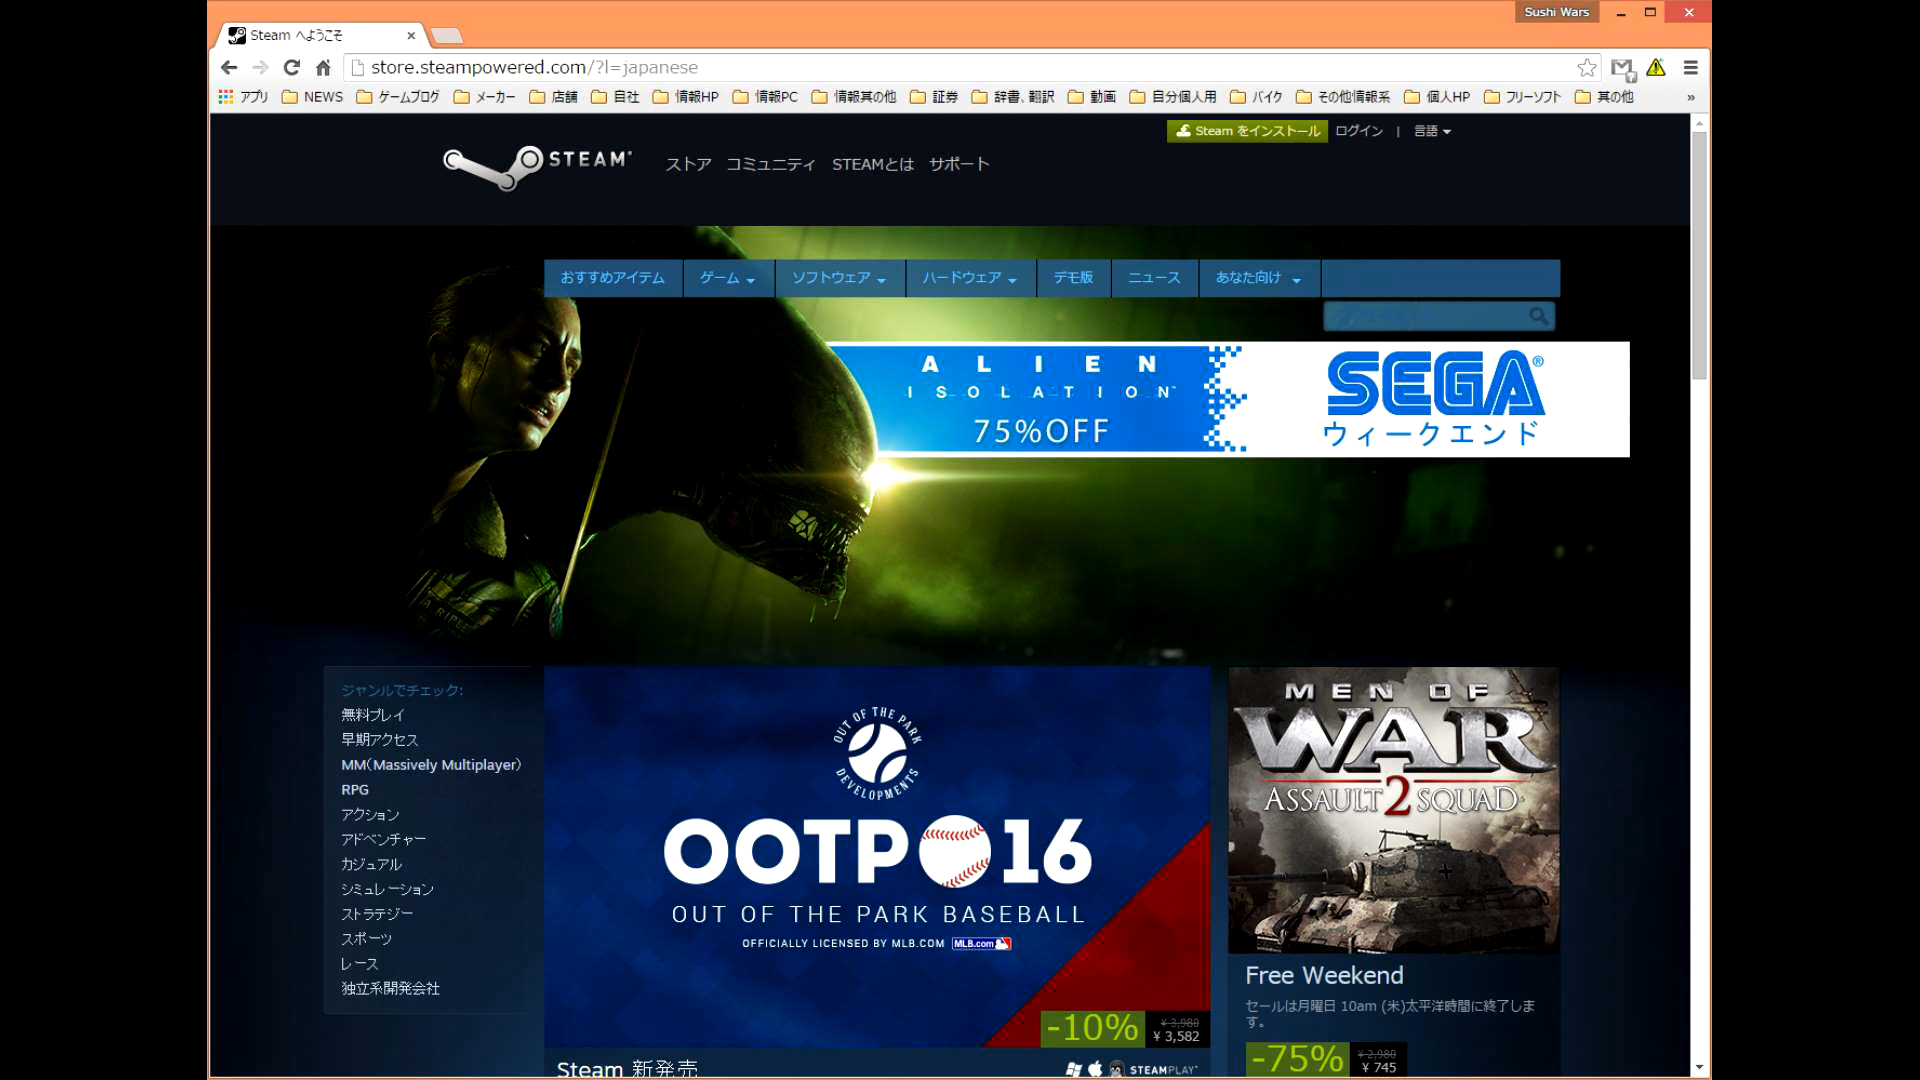 Sushi Wars
Steam へようこそ
store.steampowered.com/?l=japanese
アプリ NEWS ゲームブログ メーカー 店舗 自社 情報HP 情報PC 情報其の他 証券 辞書、翻訳 動画 自分個人用 バイク その他情報系 個人HP フリーソフト 其の他 »
Steam をインストール ログイン | 言語
STEAM ストア コミュニティ STEAMとは サポート
おすすめアイテム ゲーム ソフトウェア ハードウェア デモ版 ニュース あなた向け
ALIEN
ISOLATION
75%OFF
SEGA®
ウィークエンド
A. RIPLE
ジャンルでチェック:
無料プレイ
早期アクセス
MM(Massively Multiplayer)
RPG
アクション
アドベンチャー
カジュアル
シミュレーション
ストラテジー
スポーツ
レース
独立系開発会社
OUT OF THE PARK
DEVELOPMENTS
OOTP 16
OUT OF THE PARK BASEBALL
OFFICIALLY LICENSED BY MLB.COM MLB.com
-10% ¥ 3,980
¥ 3,582
Steam 新発売 STEAMPLAY
MEN OF
WAR
ASSAULT 2 SQUAD
Free Weekend
セールは月曜日 10am (米)太平洋時間に終了しま
す。
-75% ¥ 2,980
¥ 745